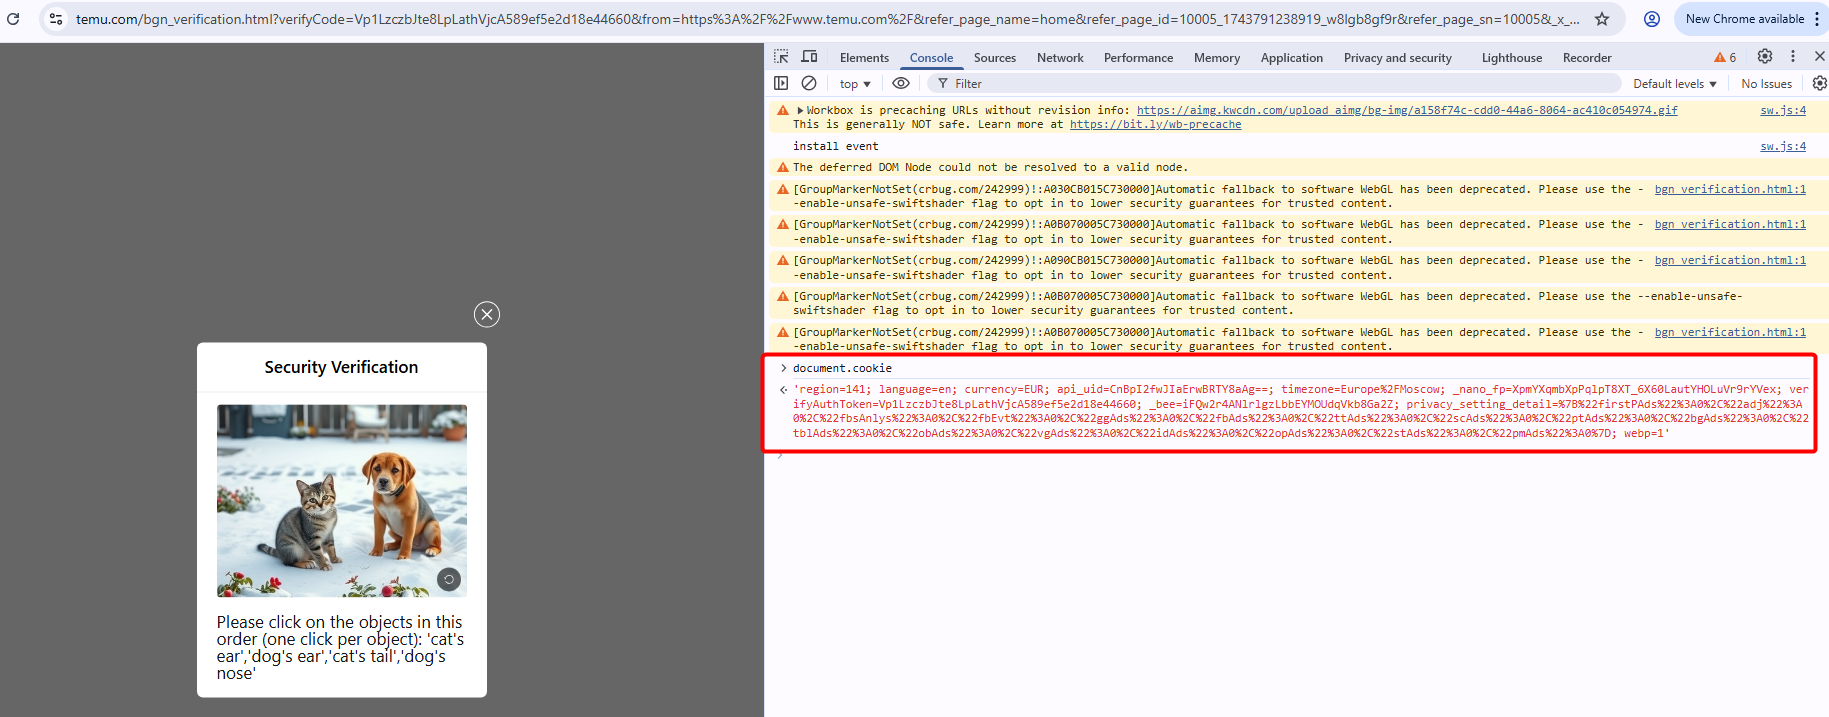 temu.com/bgn_verification.html?verifyCode=Vp1LzczbJte8LpLathVjcA589ef5e2d18e44660&from=https%3A%2F%2Fwww.temu.com%2F&refer_page_name=home&refer_page_id=10005_1743791238919_w8lgb8gf9r&refer_page_sn=10005&_x_...
New Chrome available
Elements Console Sources Network Performance Memory Application Privacy and security Lighthouse Recorder 6
top Filter Default levels No Issues
Workbox is precaching URLs without revision info: https://aimg.kwcdn.com/upload_aimg/bg-img/a158f74c-cdd0-44a6-8064-ac410c054974.gif sw.js:4
This is generally NOT safe. Learn more at https://bit.ly/wb-precache
install event sw.js:4
The deferred DOM Node could not be resolved to a valid node.
[GroupMarkerNotSet(crbug.com/242999)!:A030CB015C730000]Automatic fallback to software WebGL has been deprecated. Please use the - bgn_verification.html:1
-enable-unsafe-swiftshader flag to opt in to lower security guarantees for trusted content.
[GroupMarkerNotSet(crbug.com/242999)!:A0B070005C730000]Automatic fallback to software WebGL has been deprecated. Please use the - bgn_verification.html:1
-enable-unsafe-swiftshader flag to opt in to lower security guarantees for trusted content.
[GroupMarkerNotSet(crbug.com/242999)!:A090CB015C730000]Automatic fallback to software WebGL has been deprecated. Please use the - bgn_verification.html:1
-enable-unsafe-swiftshader flag to opt in to lower security guarantees for trusted content.
[GroupMarkerNotSet(crbug.com/242999)!:A0B070005C730000]Automatic fallback to software WebGL has been deprecated. Please use the --enable-unsafe-
swiftshader flag to opt in to lower security guarantees for trusted content.
[GroupMarkerNotSet(crbug.com/242999)!:A0B070005C730000]Automatic fallback to software WebGL has been deprecated. Please use the - bgn_verification.html:1
-enable-unsafe-swiftshader flag to opt in to lower security guarantees for trusted content.
document.cookie
'region=141; language=en; currency=EUR; api_uid=CnBpI2fwJIaErwBRTY8aAg==; timezone=Europe%2FMoscow; _nano_fp=XpmYXqmbXpPqlpT8XT_6X60LautYHOLuVr9rYVex; ver
ifyAuthToken=Vp1LzczbJte8LpLathVjcA589ef5e2d18e44660; _bee=iFQw2r4ANlrlgzLbbEYMOUdqVkb8Ga2Z; privacy_setting_detail=%7B%22firstPAds%22%3A0%2C%22adj%22%3A
0%2C%22fbsAnlys%22%3A0%2C%22fbEvt%22%3A0%2C%22ggAds%22%3A0%2C%22fbAds%22%3A0%2C%22ttAds%22%3A0%2C%22scAds%22%3A0%2C%22ptAds%22%3A0%2C%22bgAds%22%3A0%2C%22
tblAds%22%3A0%2C%22obAds%22%3A0%2C%22vgAds%22%3A0%2C%22idAds%22%3A0%2C%22opAds%22%3A0%2C%22stAds%22%3A0%2C%22pmAds%22%3A0%7D; webp=1'
Security Verification
Please click on the objects in this
order (one click per object): 'cat's
ear','dog's ear','cat's tail','dog's
nose'